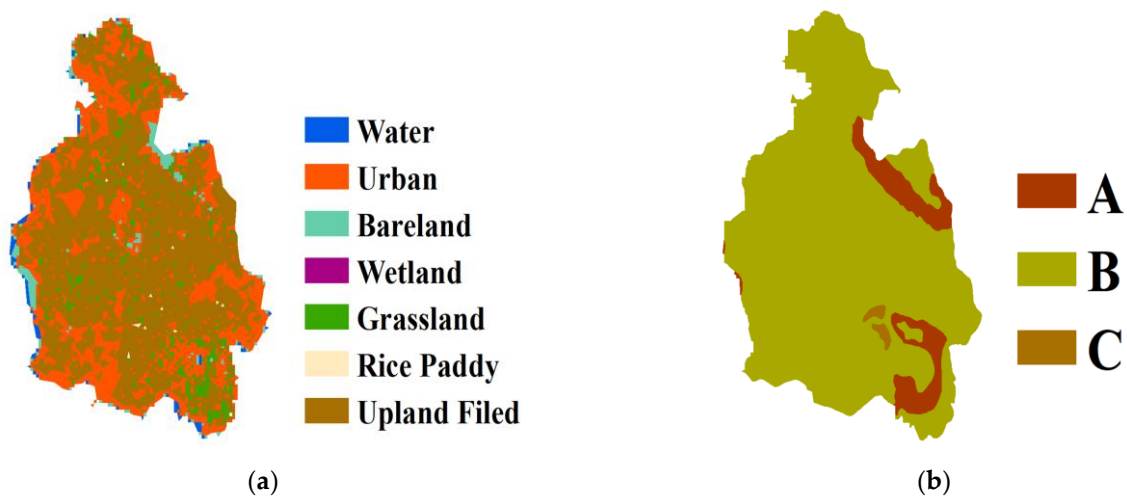 Water
Urban
Bareland
Wetland
Grassland
Rice Paddy
Upland Filed
(a)
A
B
C
(b)